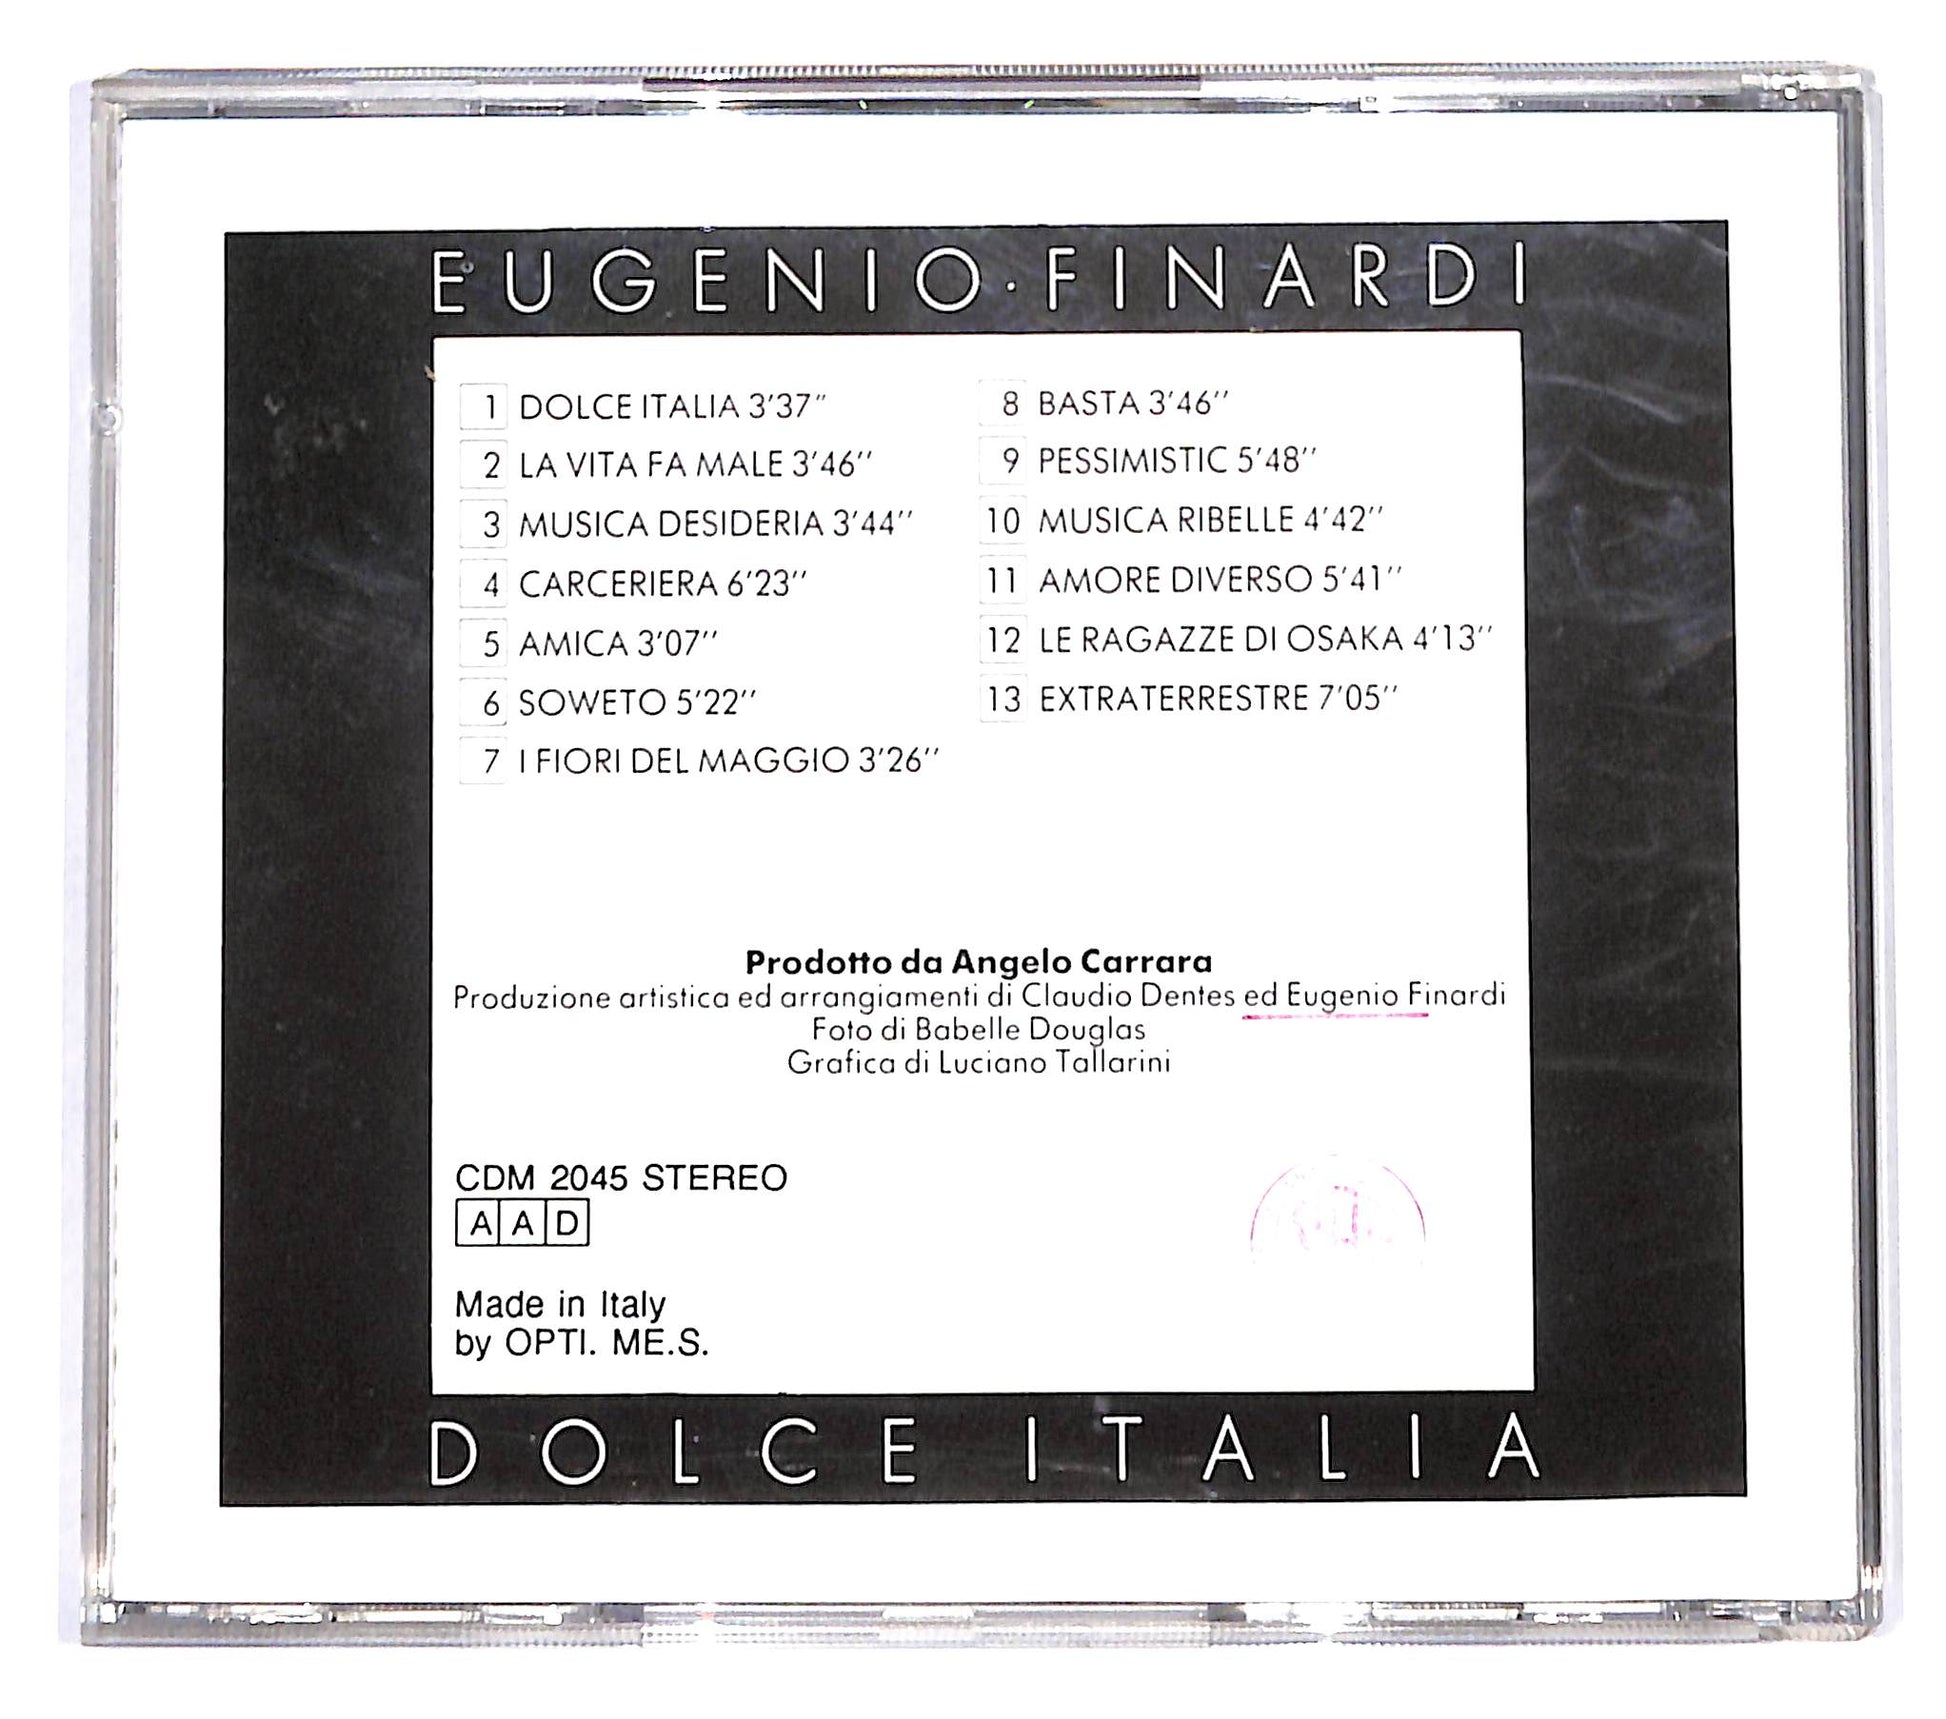 EUGENIO·FINARDI
1 DOLCE ITALIA 3'37"
2 LA VITA FA MALE 3'46''
3 MUSICA DESIDERIA 3'44''
4 CARCERIERA 6'23''
5 AMICA 3'07''
6 SOWETO 5'22''
7 I FIORI DEL MAGGIO 3'26''
8 BASTA 3'46''
9 PESSIMISTIC 5'48''
10 MUSICA RIBELLE 4'42''
11 AMORE DIVERSO 5'41''
12 LE RAGAZZE DI OSAKA 4'13''
13 EXTRATERRESTRE 7'05''
Prodotto da Angelo Carrara
Produzione artistica ed arrangiamenti di Claudio Dentes ed Eugenio Finardi
Foto di Babelle Douglas
Grafica di Luciano Tallarini
CDM 2045 STEREO
AAD
Made in Italy
by OPTI. ME.S.
DOLCE ITALIA